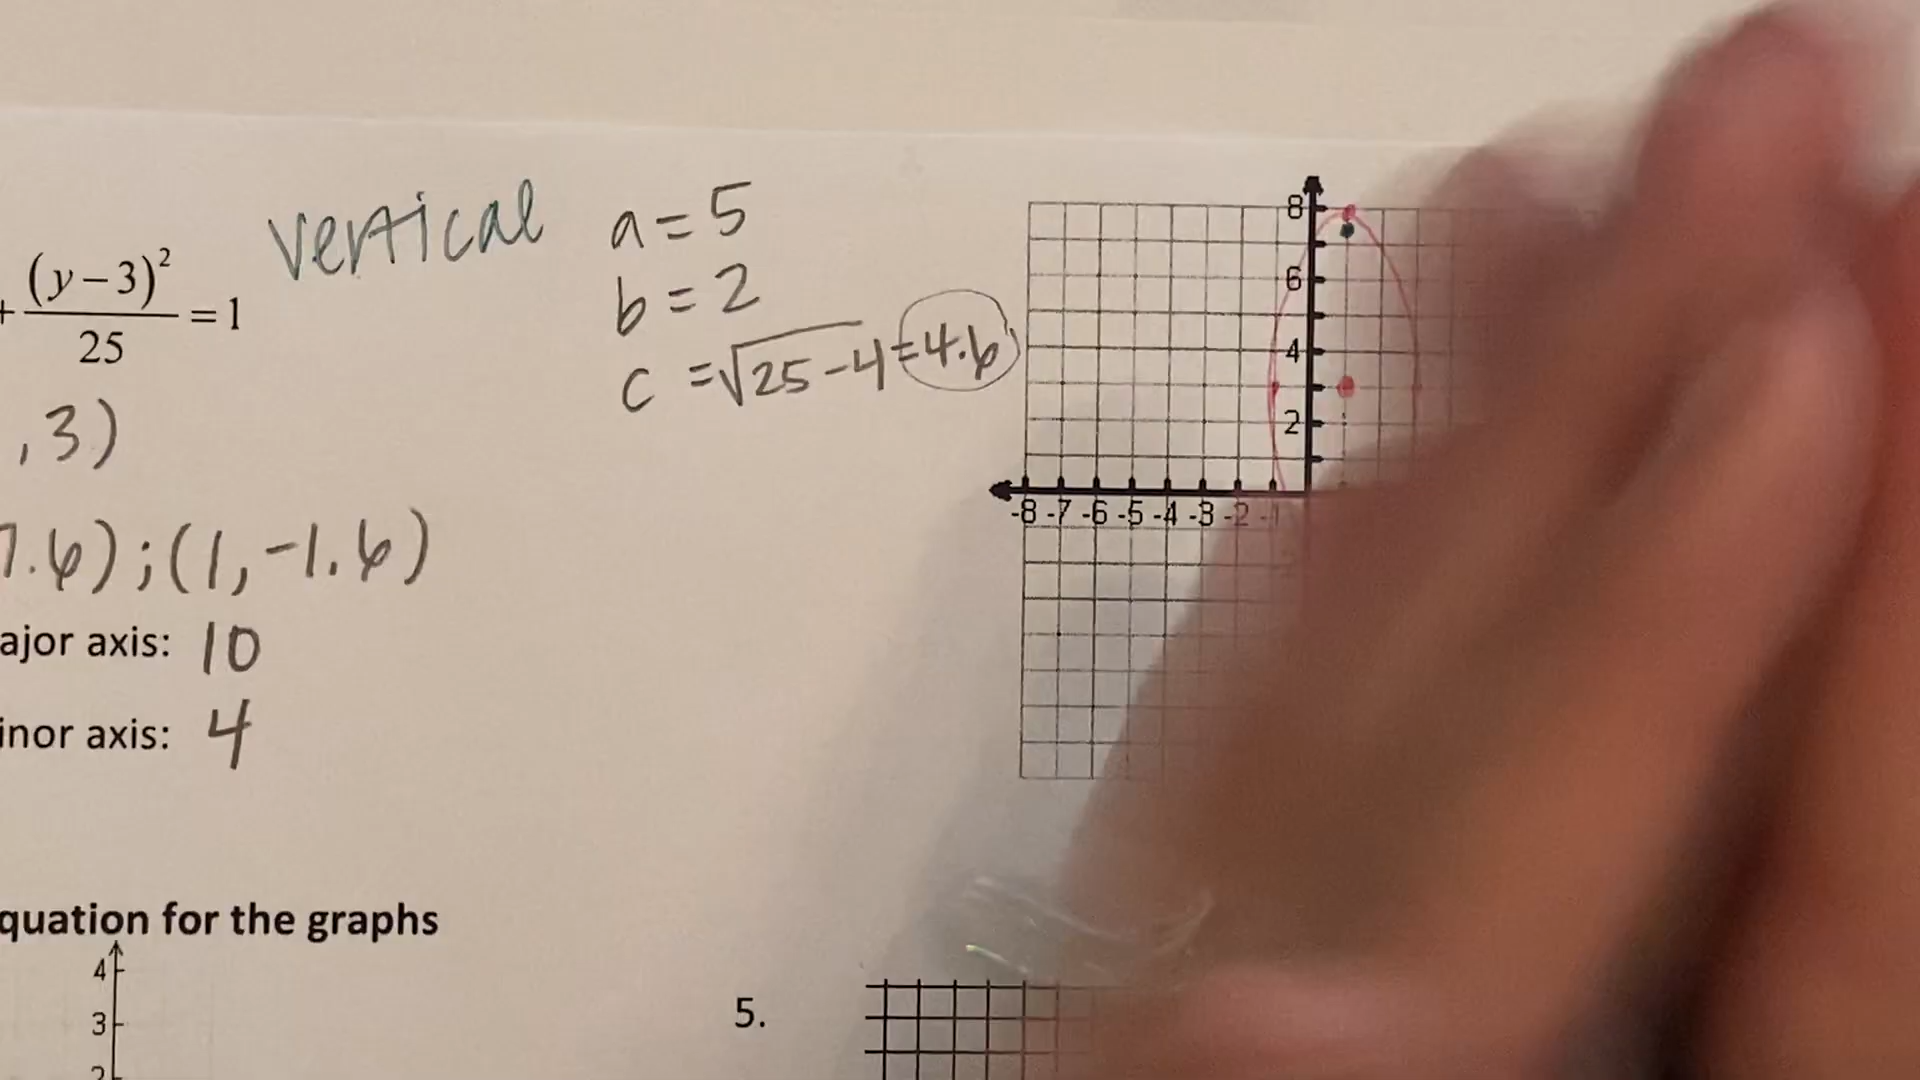 + (y-3)² / 25 = 1
vertical
a = 5
b = 2
c = √25-4 = 4.6
, 3)
7.6) ; (1, -1.6)
ajor axis: 10
inor axis: 4
8
6
4
2
-8 -7 -6 -5 -4 -3 -2 -1
quation for the graphs
4
3
2
5.